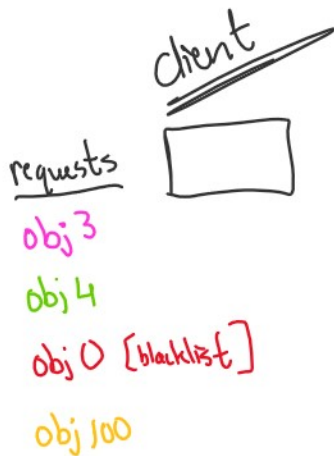 client
requests
obj 3
obj 4
obj 0 [blacklist]
obj 100